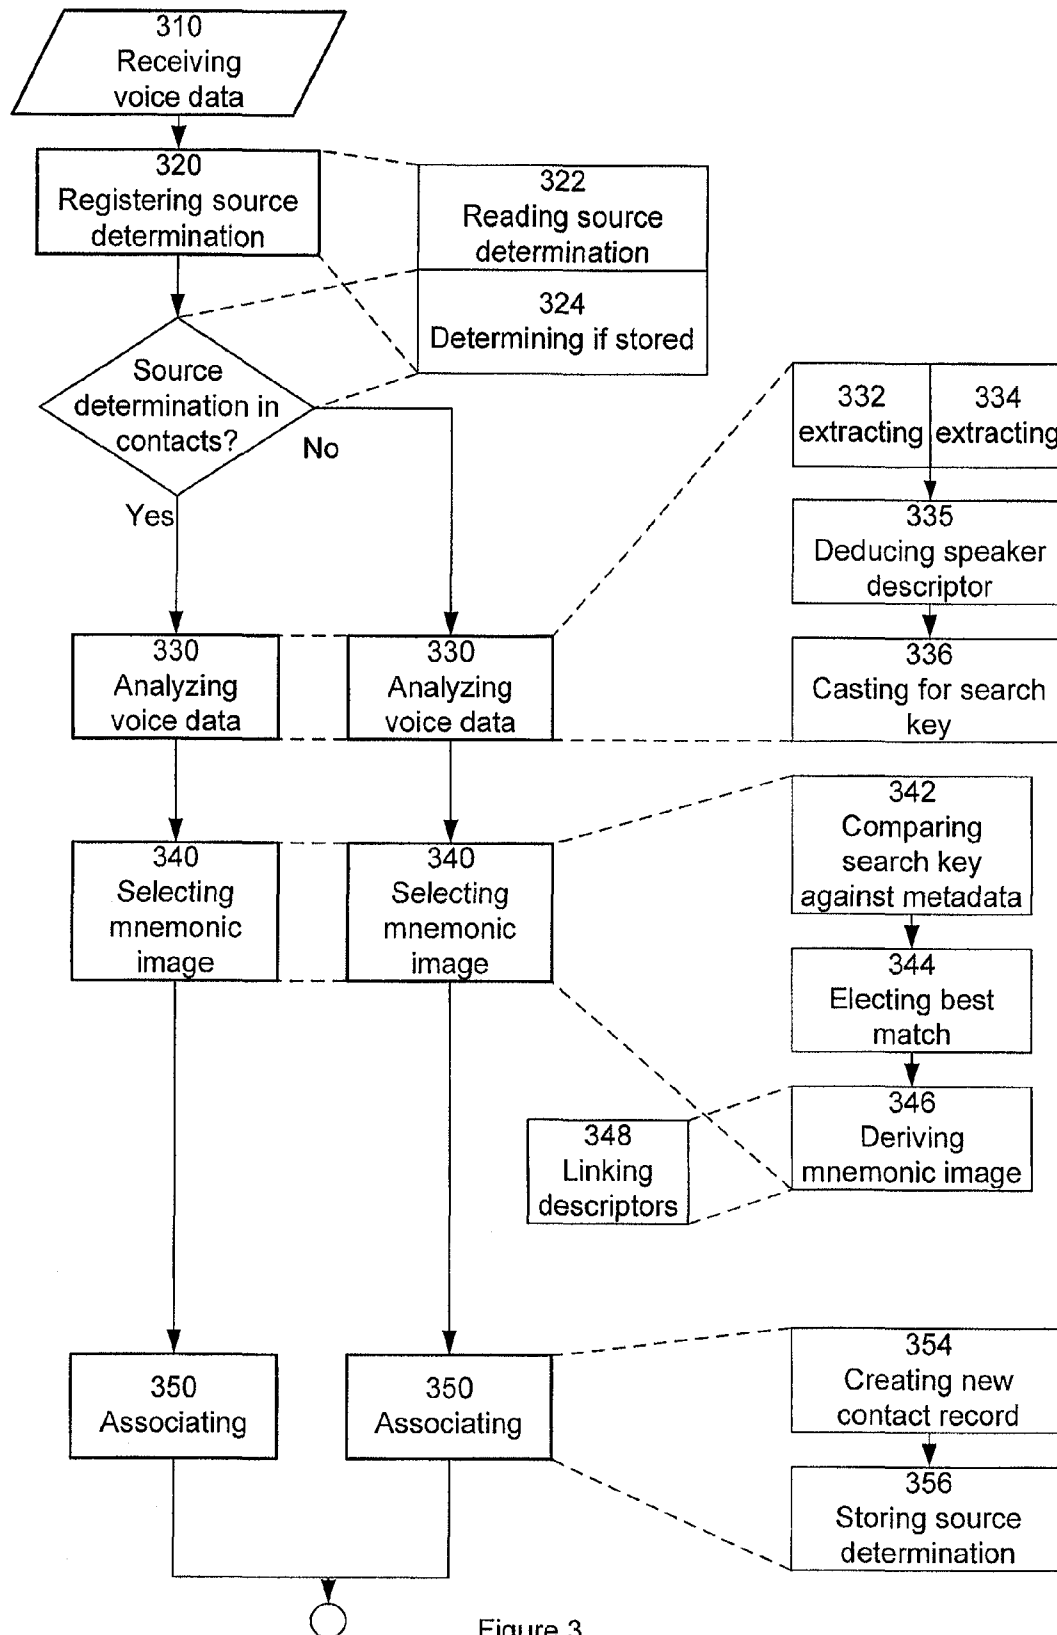 310
Receiving
voice data
320
Registering source
determination
322
Reading source
determination
324
Determining if stored
Source
determination in
contacts?
No
Yes
332
extracting
334
extracting
335
Deducing speaker
descriptor
336
Casting for search
key
330
Analyzing
voice data
330
Analyzing
voice data
340
Selecting
mnemonic
image
340
Selecting
mnemonic
image
342
Comparing
search key
against metadata
344
Electing best
match
346
Deriving
mnemonic image
348
Linking
descriptors
350
Associating
350
Associating
354
Creating new
contact record
356
Storing source
determination
Figure 3